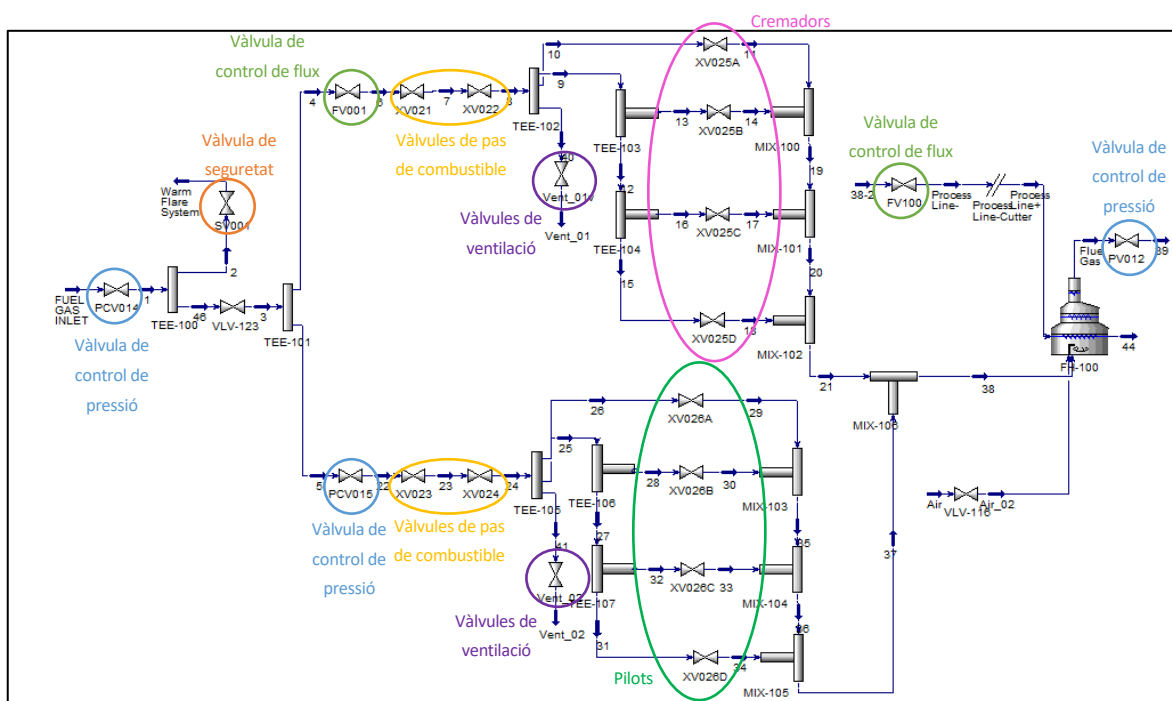 Cremadors
Vàlvula de
control de flux
10
XV025A
11
4
FV001
6
XV021
7
XV022
8
9
TEE-102
Vàlvules de pas
de combustible
TEE-103
13
XV025B
14
MIX-100
Vàlvula de
seguretat
Warm
Flare
System
SV001
2
40
Vent_01V
Vent_01
Vàlvules de
ventilació
12
TEE-104
16
XV025C
17
MIX-101
19
20
15
XV025D
18
MIX-102
Vàlvula de
control de flux
38-2
FV100
Process
Line-
Process
Line-Cutter
Process
Line+
Vàlvula de
control de
pressió
Flue
Gas
PV012
39
FUEL
GAS
INLET
PCV014
1
TEE-100
46
VLV-123
3
TEE-101
Vàlvula de
control de
pressió
44
FH-100
21
MIX-106
38
26
XV026A
29
25
5
PCV015
22
XV023
23
XV024
24
TEE-105
TEE-106
28
XV026B
30
MIX-103
Air
VLV-116
Air_02
Vàlvula de
control de
pressió
Vàlvules de pas
de combustible
41
27
35
37
Vent_02
TEE-107
32
XV026C
33
MIX-104
Vàlvules de
ventilació
Vent_02
31
36
XV026D
34
MIX-105
Pilots